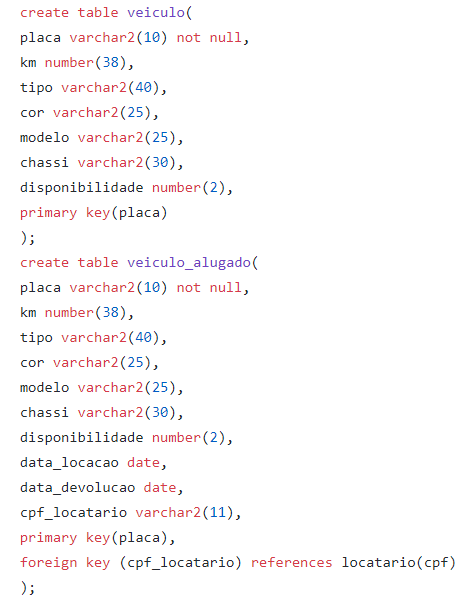 create table veiculo(
placa varchar2(10) not null,
km number(38),
tipo varchar2(40),
cor varchar2(25),
modelo varchar2(25),
chassi varchar2(30),
disponibilidade number(2),
primary key(placa)
);
create table veiculo_alugado(
placa varchar2(10) not null,
km number(38),
tipo varchar2(40),
cor varchar2(25),
modelo varchar2(25),
chassi varchar2(30),
disponibilidade number(2),
data_locacao date,
data_devolucao date,
cpf_locatario varchar2(11),
primary key(placa),
foreign key (cpf_locatario) references locatario(cpf)
);